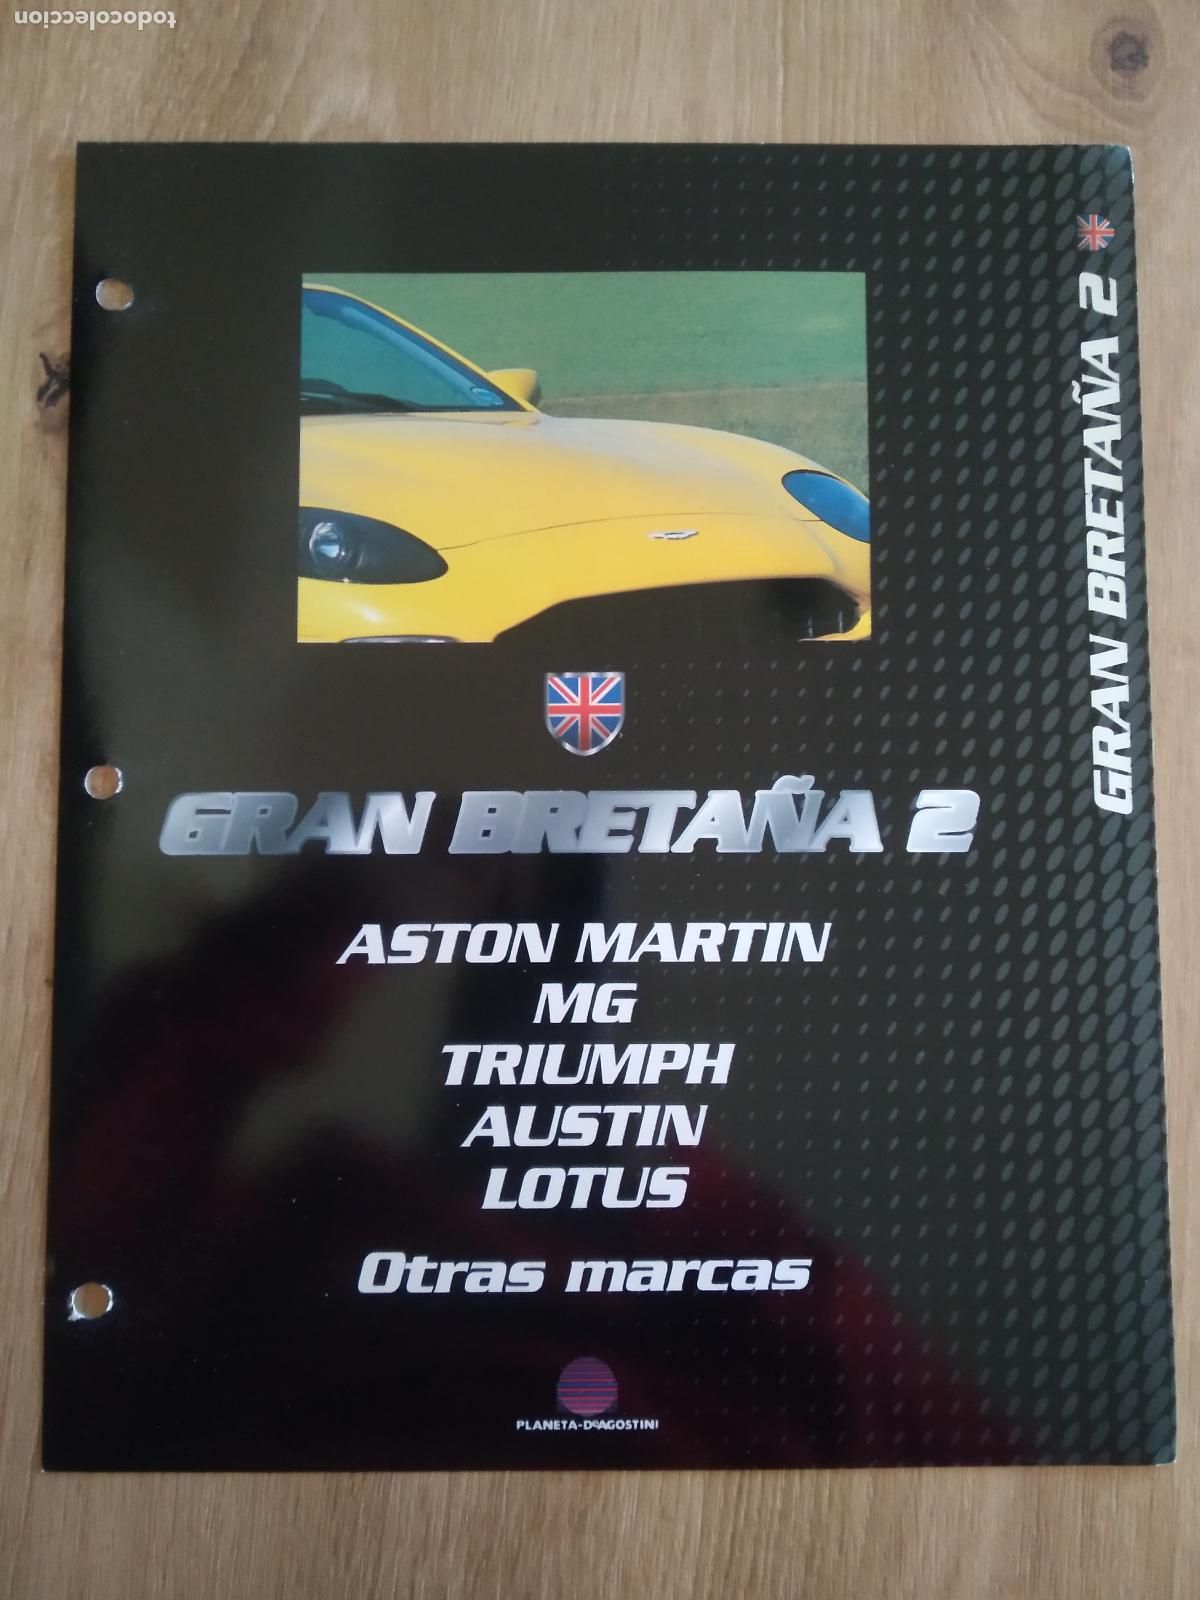 todocoleccion
GRAN BRETAÑA 2
GRAN BRETAÑA 2
ASTON MARTIN
MG
TRIUMPH
AUSTIN
LOTUS
Otras marcas
PLANETA-DeAGOSTINI